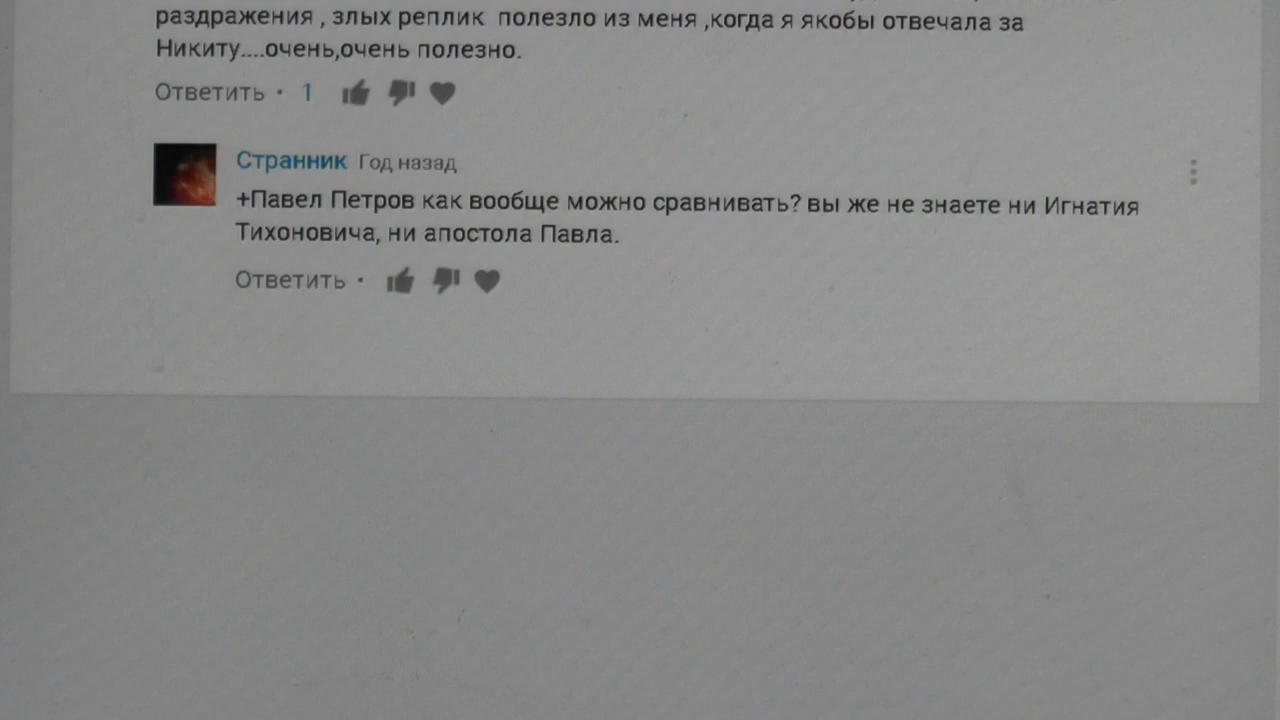 раздражения , злых реплик полезло из меня ,когда я якобы отвечала за
Никиту....очень,очень полезно.
Ответить • 1
Странник Год назад
+Павел Петров как вообще можно сравнивать? вы же не знаете ни Игнатия
Тихоновича, ни апостола Павла.
Ответить •